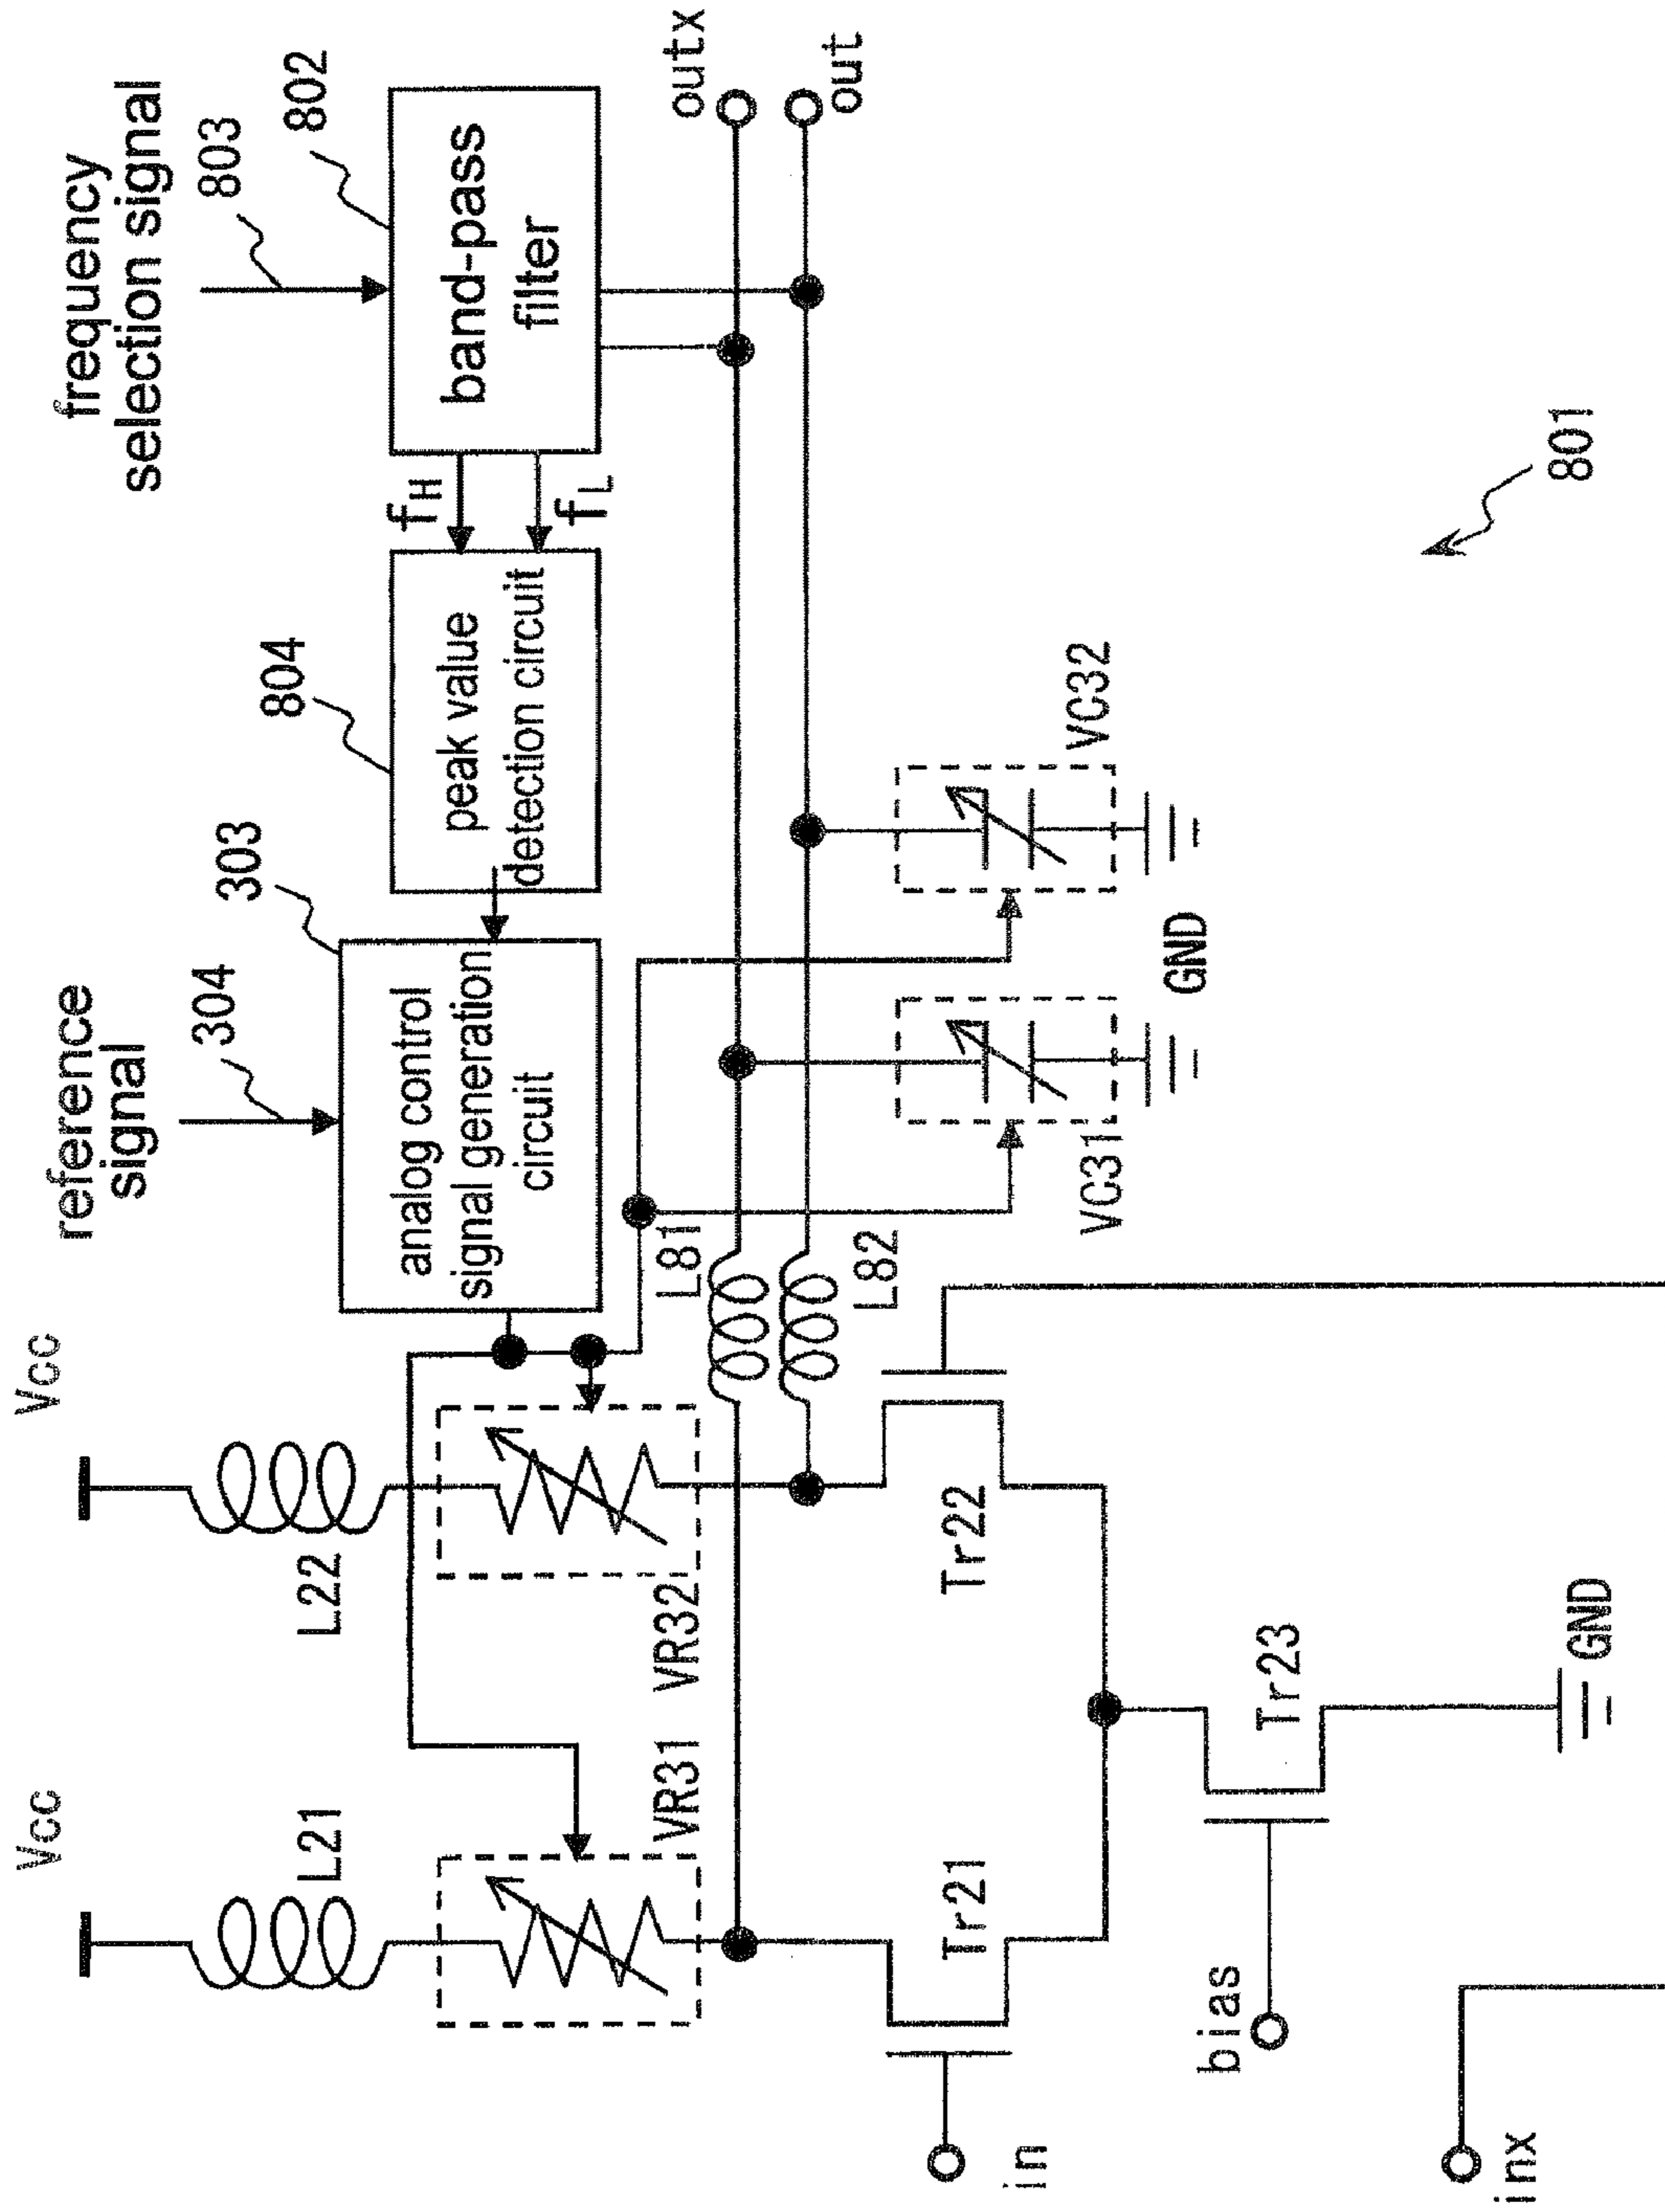 Vcc
Vcc
reference
signal
304
303
frequency
selection signal
803
802
804
analog control
signal generation
circuit
peak value
detection circuit
fH
fL
band-pass
filter
L21
L22
VR31
VR32
L81
L82
outx
out
in
Tr21
Tr22
VC31
VC32
GND
bias
Tr23
inx
GND
801